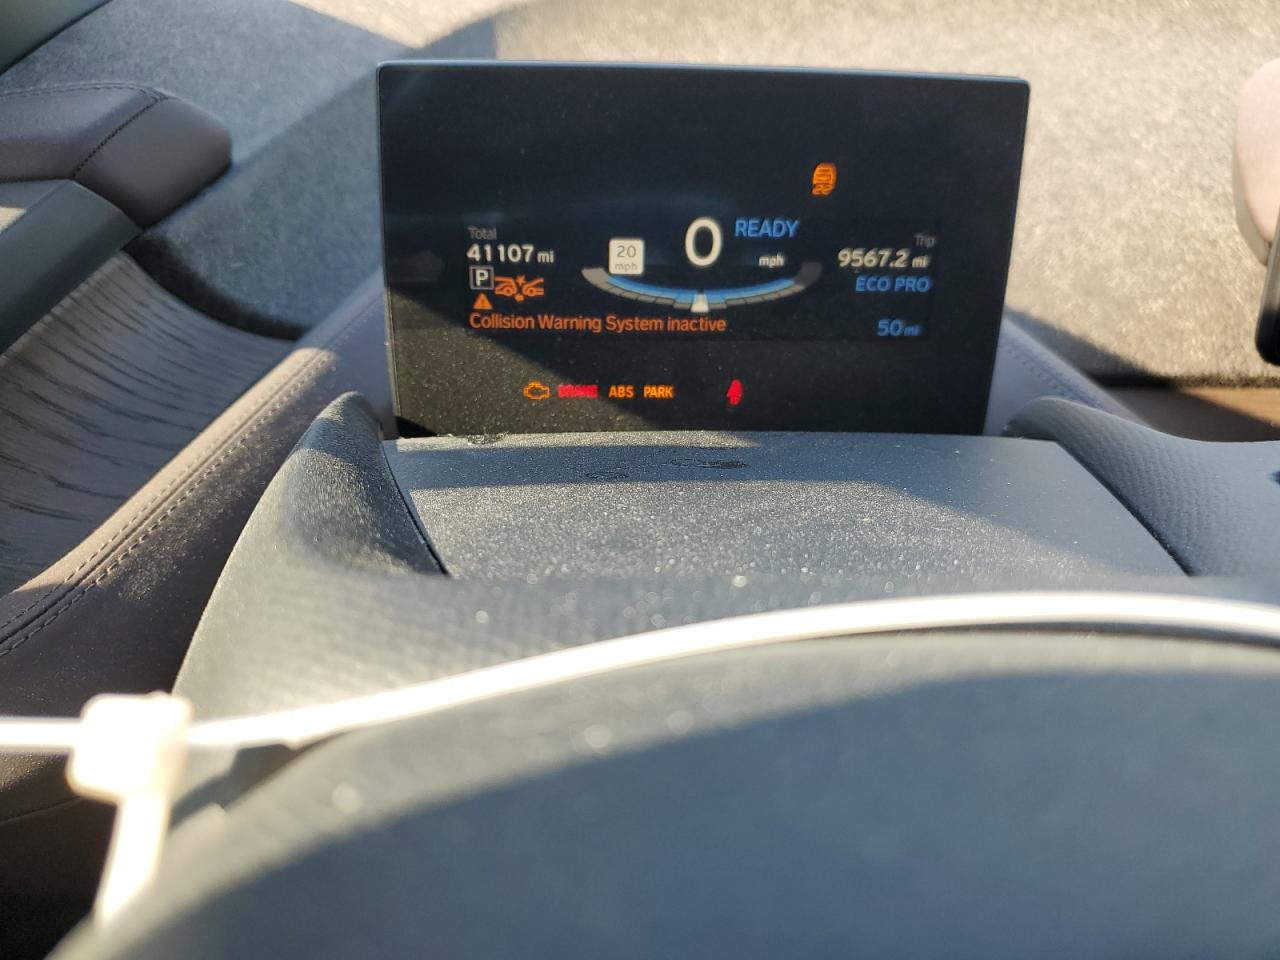 Total
41107 mi
20
mph
0
READY
mph
Trip
9567.2 mi
P
ECO PRO
Collision Warning System inactive
50 mi
BRAKE ABS PARK